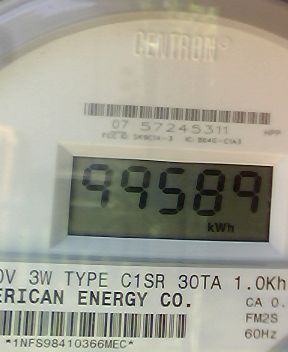 CENTRON®
07 57245311
99589
kWh
0V 3W TYPE C1SR 30TA 1.0Kh
ERICAN ENERGY CO.
CA 0.
FM2S
60Hz
*1NFS98410366MEC*